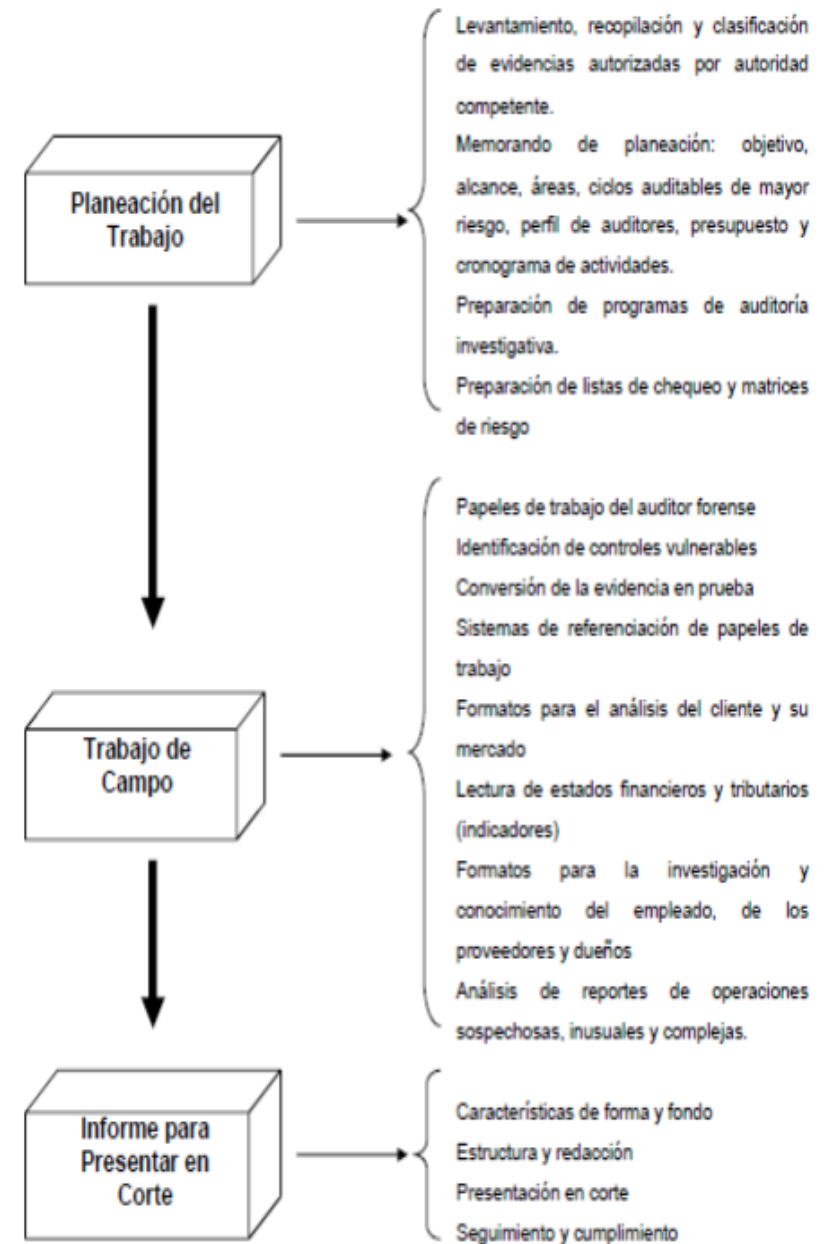 Levantamiento, recopilación y clasificación
de evidencias autorizadas por autoridad
competente.
Memorando de planeación: objetivo,
alcance, áreas, ciclos auditables de mayor
riesgo, perfil de auditores, presupuesto y
cronograma de actividades.
Preparación de programas de auditoría
investigativa.
Preparación de listas de chequeo y matrices
de riesgo
Planeación del
Trabajo
Papeles de trabajo del auditor forense
Identificación de controles vulnerables
Conversión de la evidencia en prueba
Sistemas de referenciación de papeles de
trabajo
Formatos para el análisis del cliente y su
mercado
Lectura de estados financieros y tributarios
(indicadores)
Formatos para la investigación y
conocimiento del empleado, de los
proveedores y dueños
Análisis de reportes de operaciones
sospechosas, inusuales y complejas.
Trabajo de
Campo
Características de forma y fondo
Estructura y redacción
Presentación en corte
Seguimiento y cumplimiento
Informe para
Presentar en
Corte